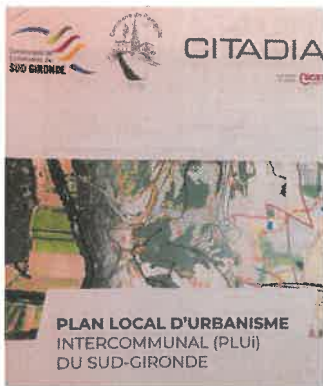 SUD GIRONDE
CITADIA
PLAN LOCAL D'URBANISME
INTERCOMMUNAL (PLUi)
DU SUD-GIRONDE